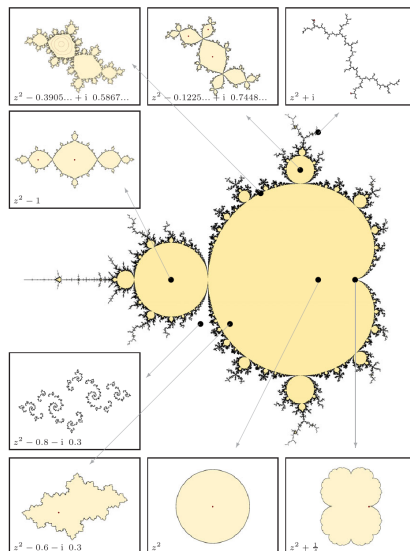 z² − 0.3905... + i 0.5867...
z² − 0.1225... + i 0.7448...
z² + i
z² − 1
z² − 0.8 − i 0.3
z² − 0.6 − i 0.3
z²
z² + ¼